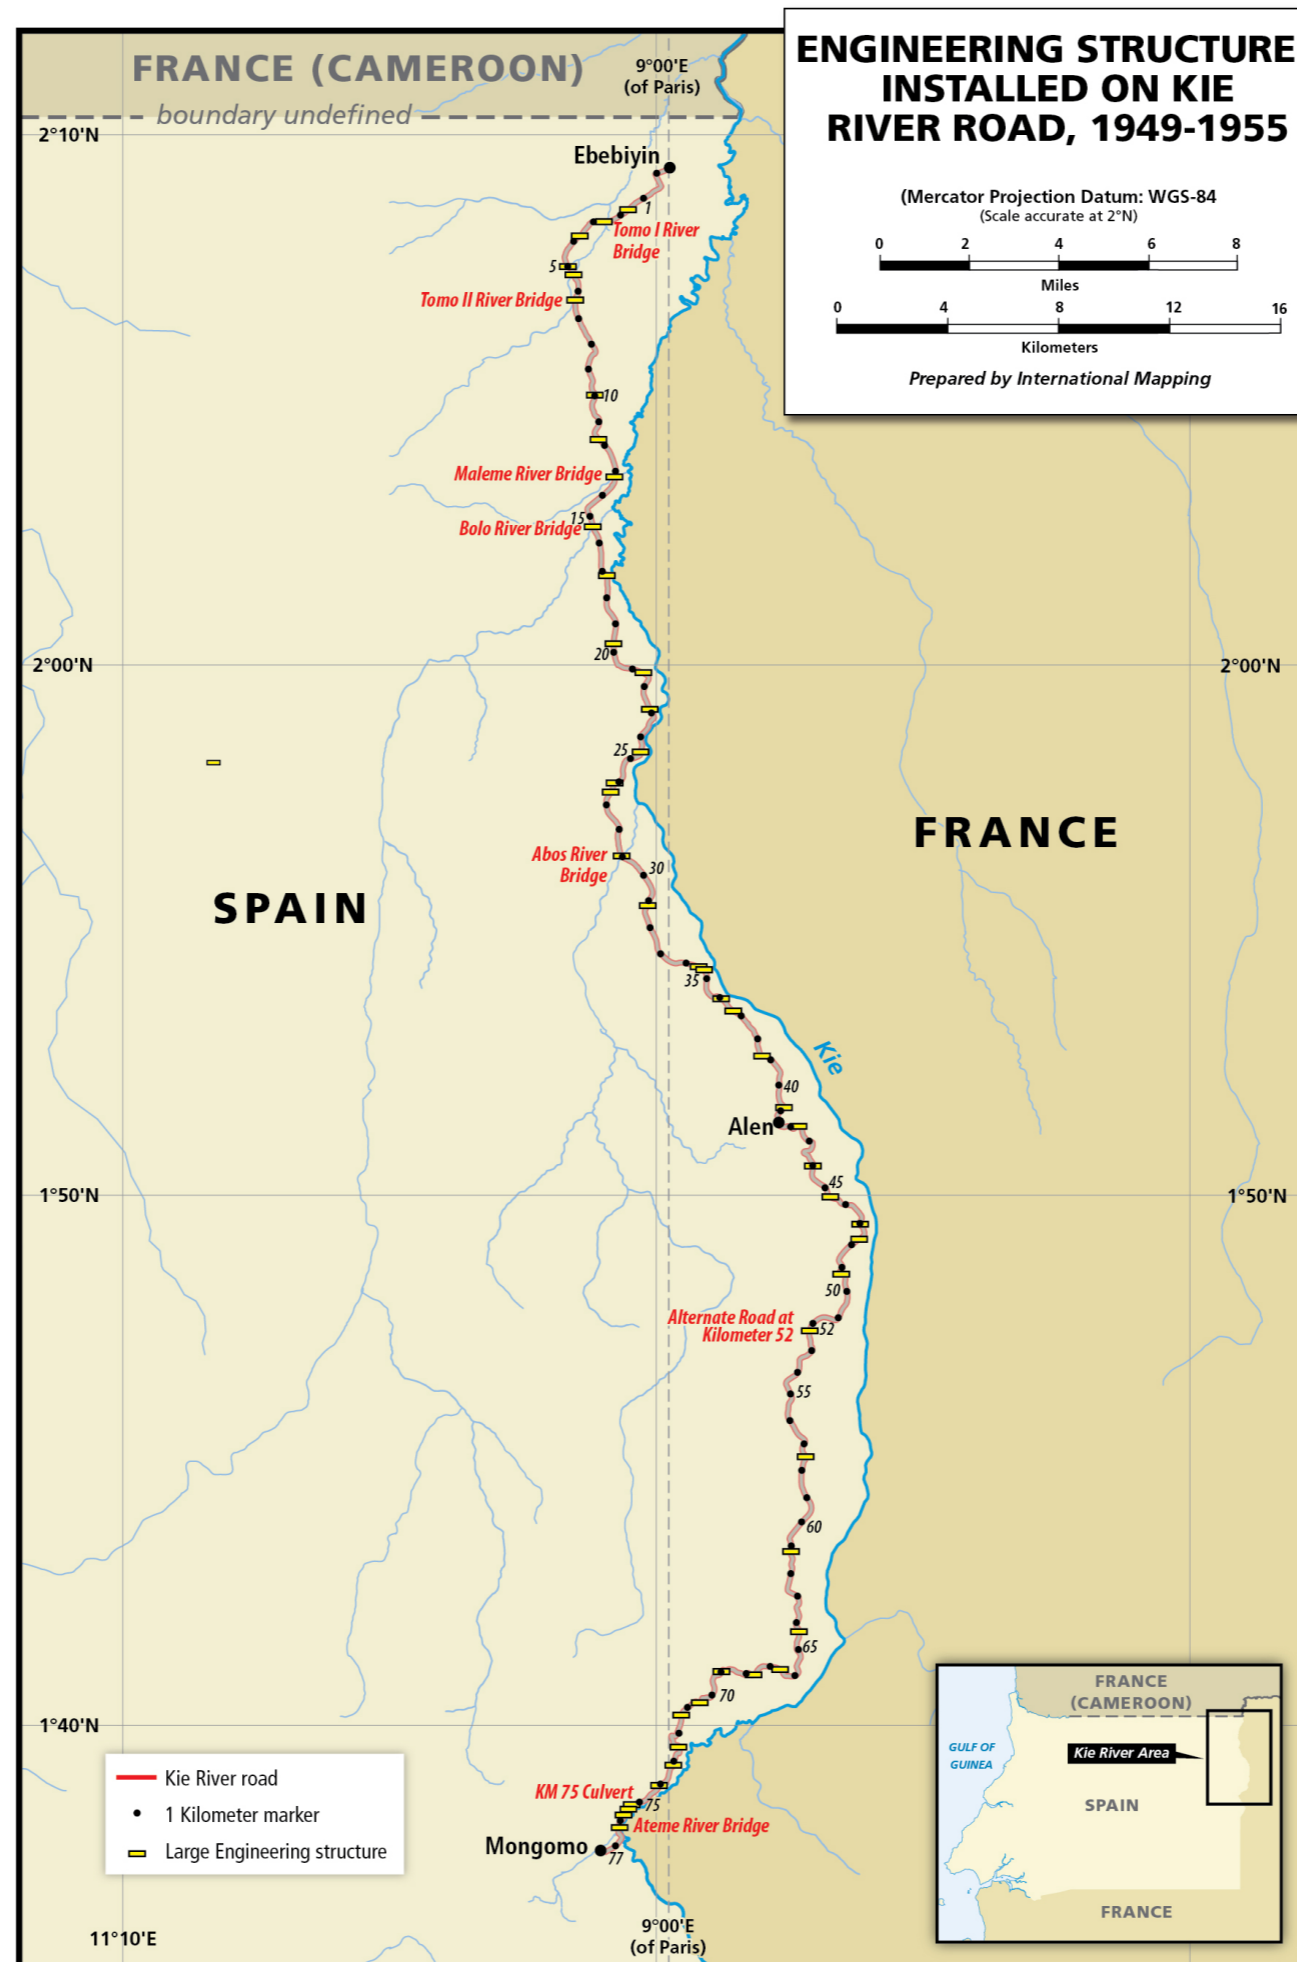 ENGINEERING STRUCTURE
INSTALLED ON KIE
RIVER ROAD, 1949-1955
(Mercator Projection Datum: WGS-84
(Scale accurate at 2°N)
0 2 4 6 8
Miles
0 4 8 12 16
Kilometers
Prepared by International Mapping
FRANCE (CAMEROON)
boundary undefined
9°00'E
(of Paris)
2°10'N
Ebebiyin
1
Tomo I River
Bridge
5
Tomo II River Bridge
10
Maleme River Bridge
15
Bolo River Bridge
20
2°00'N
2°00'N
25
FRANCE
Abos River
Bridge
30
SPAIN
35
Kie
40
Alen
45
1°50'N
1°50'N
50
Alternate Road at
Kilometer 52
52
55
60
65
70
1°40'N
KM 75 Culvert
75
Ateme River Bridge
Mongomo
77
Kie River road
1 Kilometer marker
Large Engineering structure
11°10'E
9°00'E
(of Paris)
FRANCE
(CAMEROON)
GULF OF
GUINEA
Kie River Area
SPAIN
FRANCE